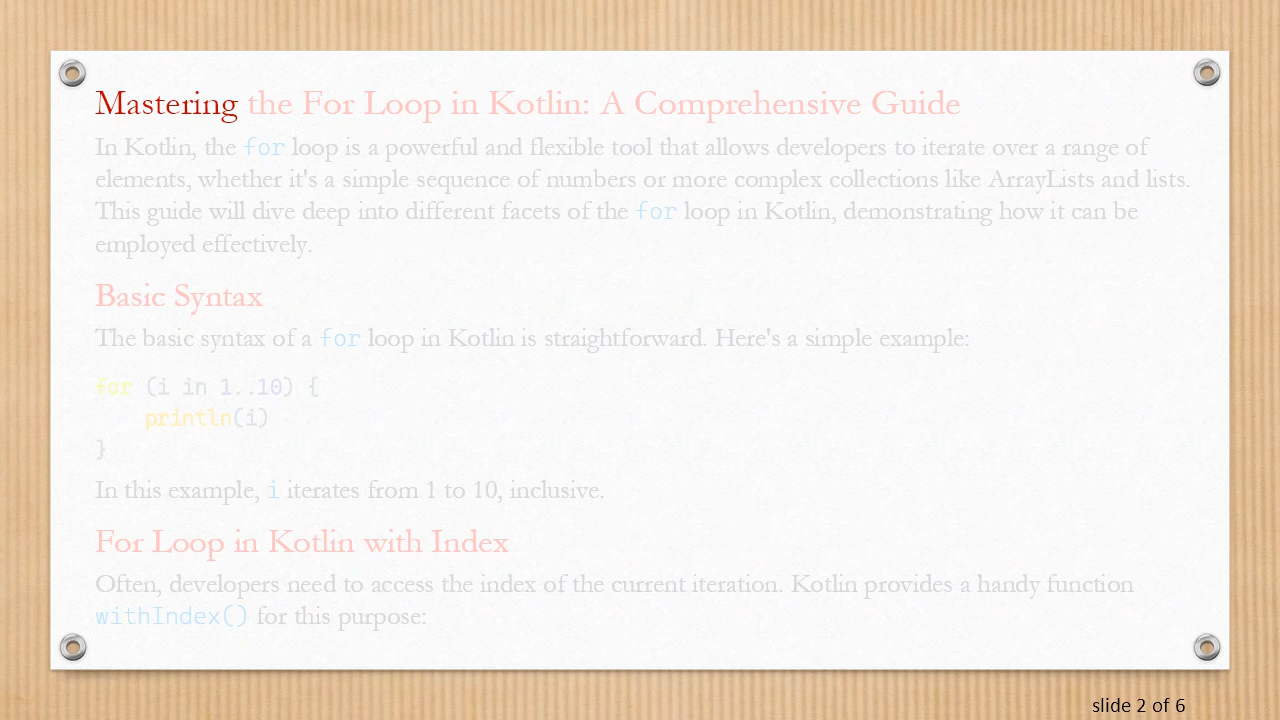 Mastering the For Loop in Kotlin: A Comprehensive Guide
In Kotlin, the for loop is a powerful and flexible tool that allows developers to iterate over a range of
elements, whether it's a simple sequence of numbers or more complex collections like ArrayLists and lists.
This guide will dive deep into different facets of the for loop in Kotlin, demonstrating how it can be
employed effectively.
Basic Syntax
The basic syntax of a for loop in Kotlin is straightforward. Here's a simple example:
for (i in 1..10) {
    println(i)
}
In this example, i iterates from 1 to 10, inclusive.
For Loop in Kotlin with Index
Often, developers need to access the index of the current iteration. Kotlin provides a handy function
withIndex() for this purpose:
slide 2 of 6